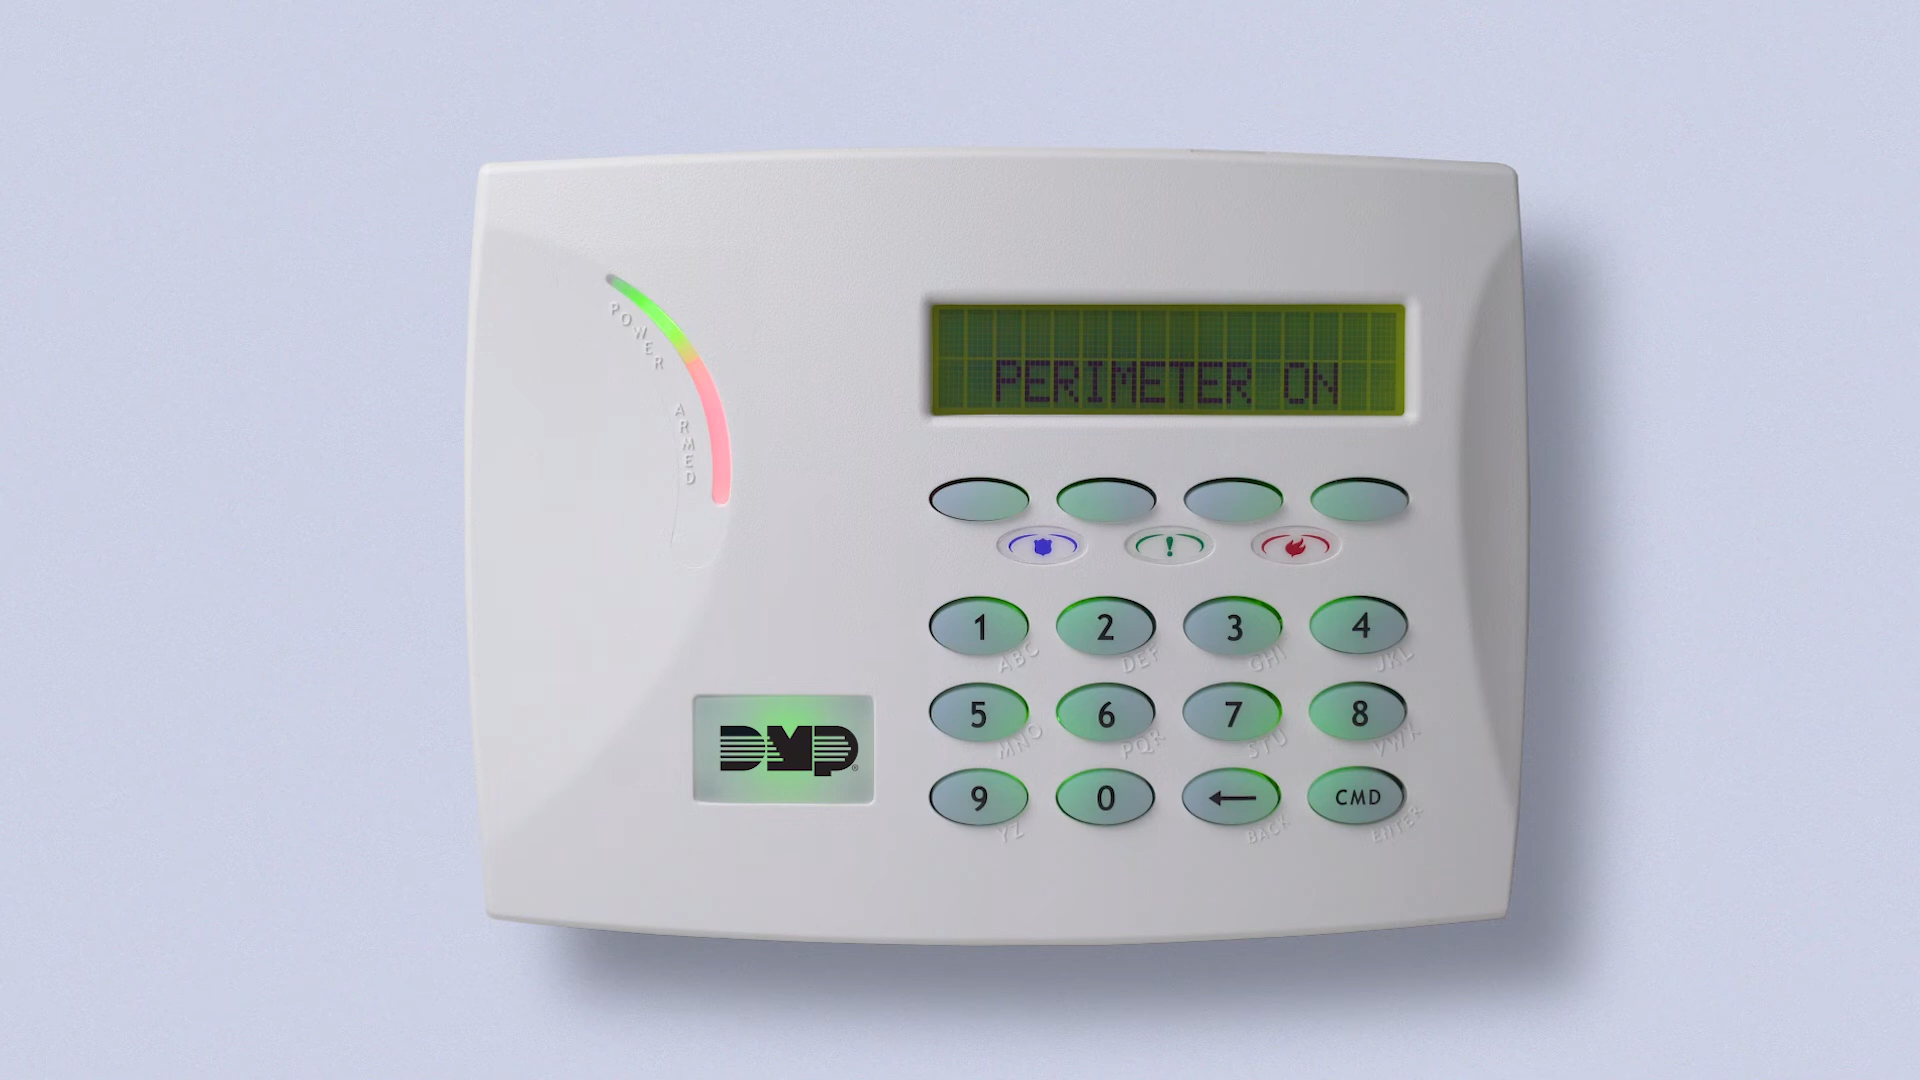 POWER
ARMED
PERIMETER ON
1 2 3 4
ABC DEF GHI JKL
5 6 7 8
MNO PQR STU VWX
9 0 CMD
YZ BACK ENTER
DMP®